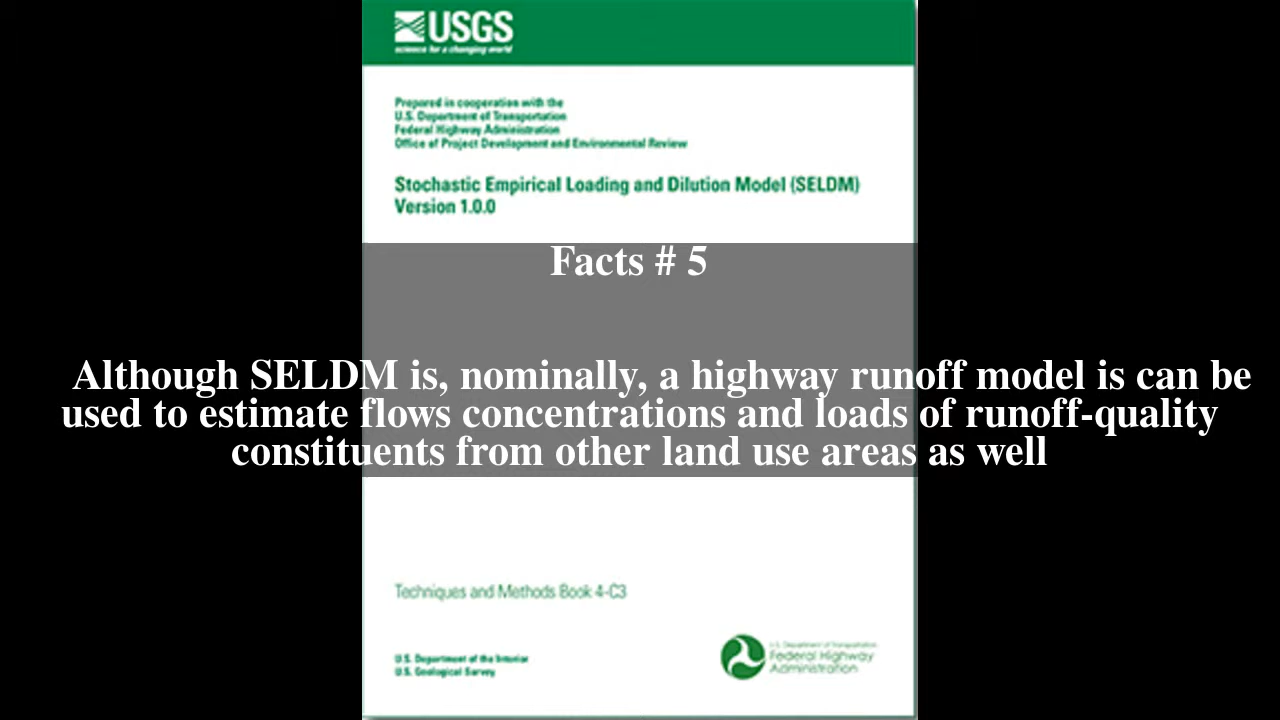 USGS
science for a changing world
Prepared in cooperation with the
U.S. Department of Transportation
Federal Highway Administration
Office of Project Development and Environmental Review
Stochastic Empirical Loading and Dilution Model (SELDM)
Version 1.0.0
Facts # 5
Although SELDM is, nominally, a highway runoff model is can be
used to estimate flows concentrations and loads of runoff-quality
constituents from other land use areas as well
Techniques and Methods Book 4-C3
U.S. Department of the Interior
U.S. Geological Survey
U.S. Department of Transportation
Federal Highway
Administration